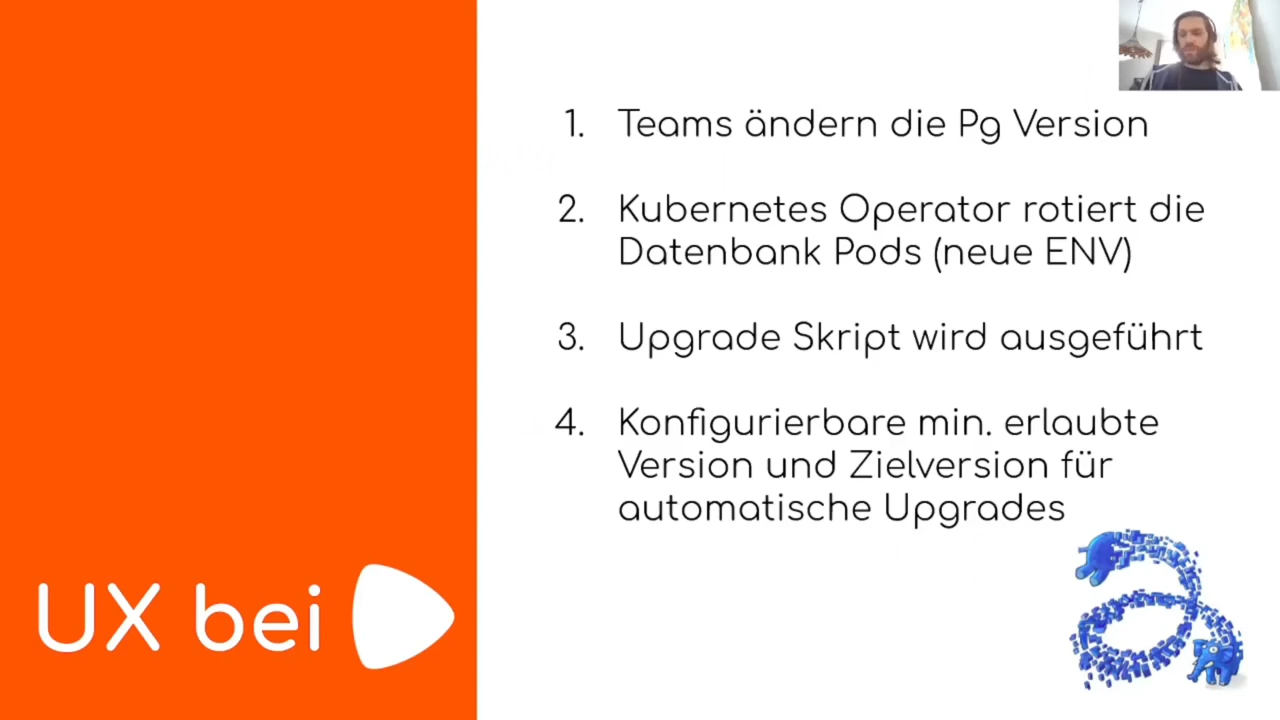 1. Teams ändern die Pg Version
2. Kubernetes Operator rotiert die
Datenbank Pods (neue ENV)
3. Upgrade Skript wird ausgeführt
4. Konfigurierbare min. erlaubte
Version und Zielversion für
automatische Upgrades
UX bei